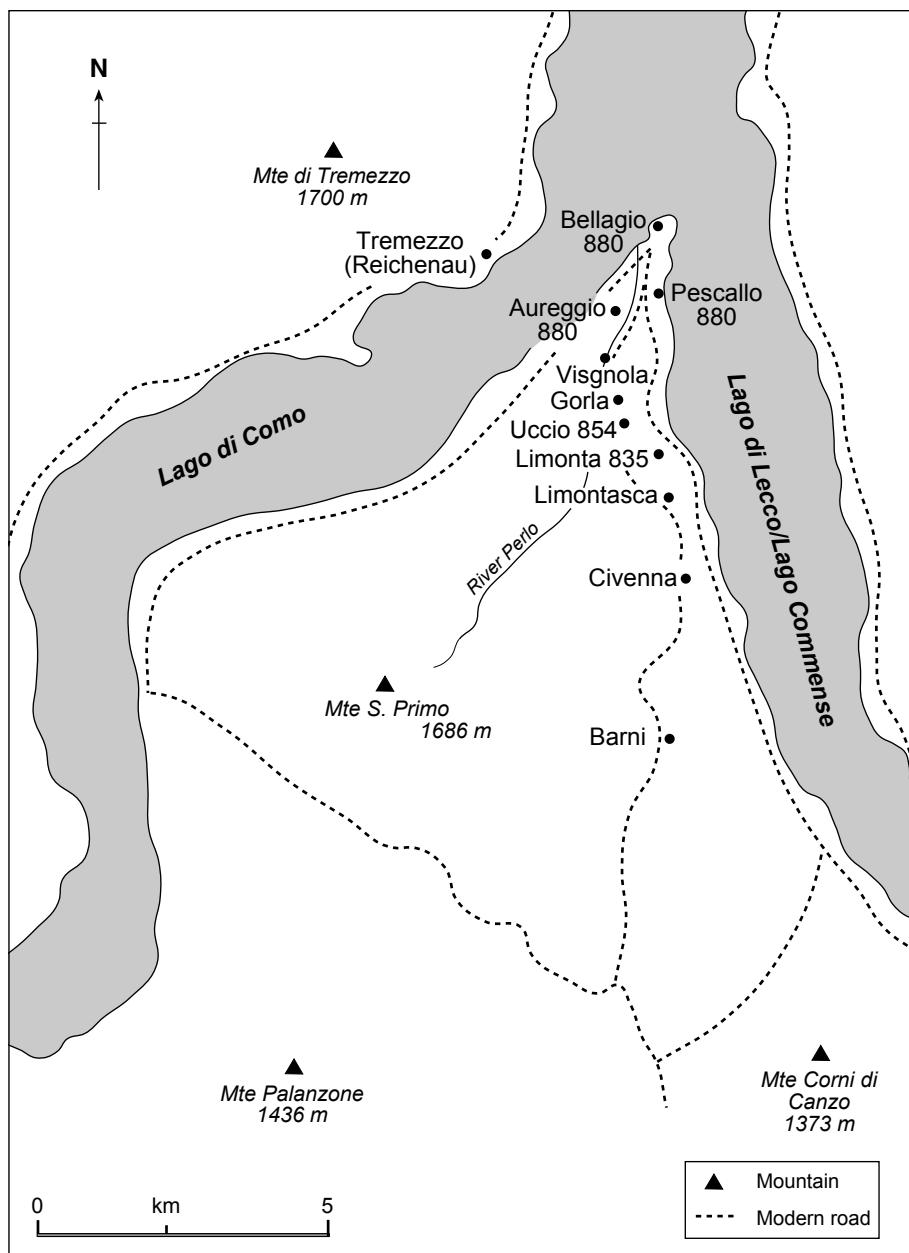 N
Mte di Tremezzo
1700 m
Bellagio
880
Tremezzo
(Reichenau)
Pescallo
880
Aureggio
880
Visgnola
Gorla
Uccio 854
Limonta 835
Limontasca
Lago di Como
Lago di Lecco/Lago Commense
River Perlo
Civenna
Mte S. Primo
1686 m
Barni
Mte Palanzone
1436 m
Mte Corni di
Canzo
1373 m
0 km 5
Mountain
Modern road